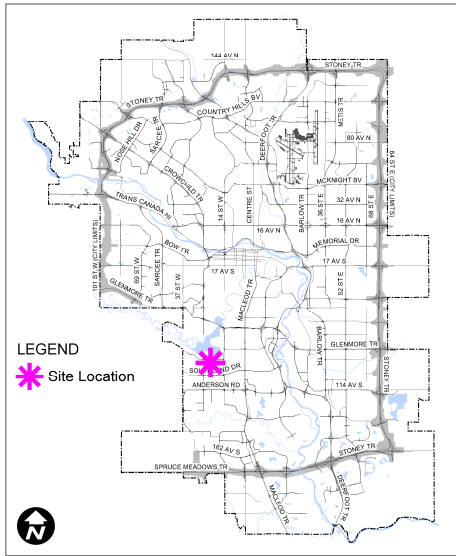 144 AV N
STONEY TR
STONEY TR
COUNTRY HILLS BV
METIS TR
DEERFOOT TR
NOSE HILL DR
SARCEE TR
80 AV N
CROWCHILD TR
MCKNIGHT BV
84 ST E (CITY LIMITS)
TRANS CANADA HI
14 ST W
CENTRE ST
BARLOW TR
36 ST E
32 AV N
68 ST E
16 AV N
16 AV N
101 ST W (CITY LIMITS)
BOW TR
MEMORIAL DR
17 AV S
17 AV S
69 ST W
SARCEE TR
37 ST W
52 ST E
GLENMORE TR
MACLEOD TR
BARLOW TR
GLENMORE TR
LEGEND
Site Location
STONEY TR
ANDERSON RD
114 AV S
162 AV S
STONEY TR
SPRUCE MEADOWS TR
MACLEOD TR
DEERFOOT TR
N